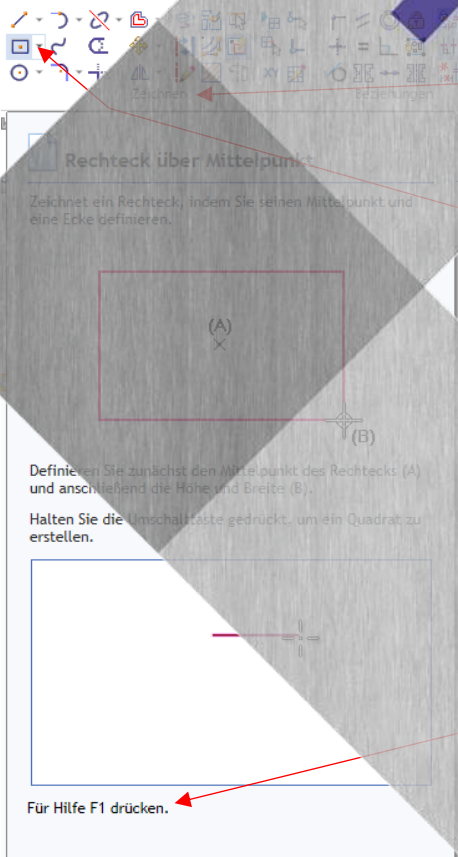 Zeichnen
Beziehungen
Rechteck über Mittelpunkt
Zeichnet ein Rechteck, indem Sie seinen Mittelpunkt und
eine Ecke definieren.
(A)
(B)
Definieren Sie zunächst den Mittelpunkt des Rechtecks (A)
und anschließend die Höhe und Breite (B).
Halten Sie die Umschalttaste gedrückt, um ein Quadrat zu
erstellen.
Für Hilfe F1 drücken.